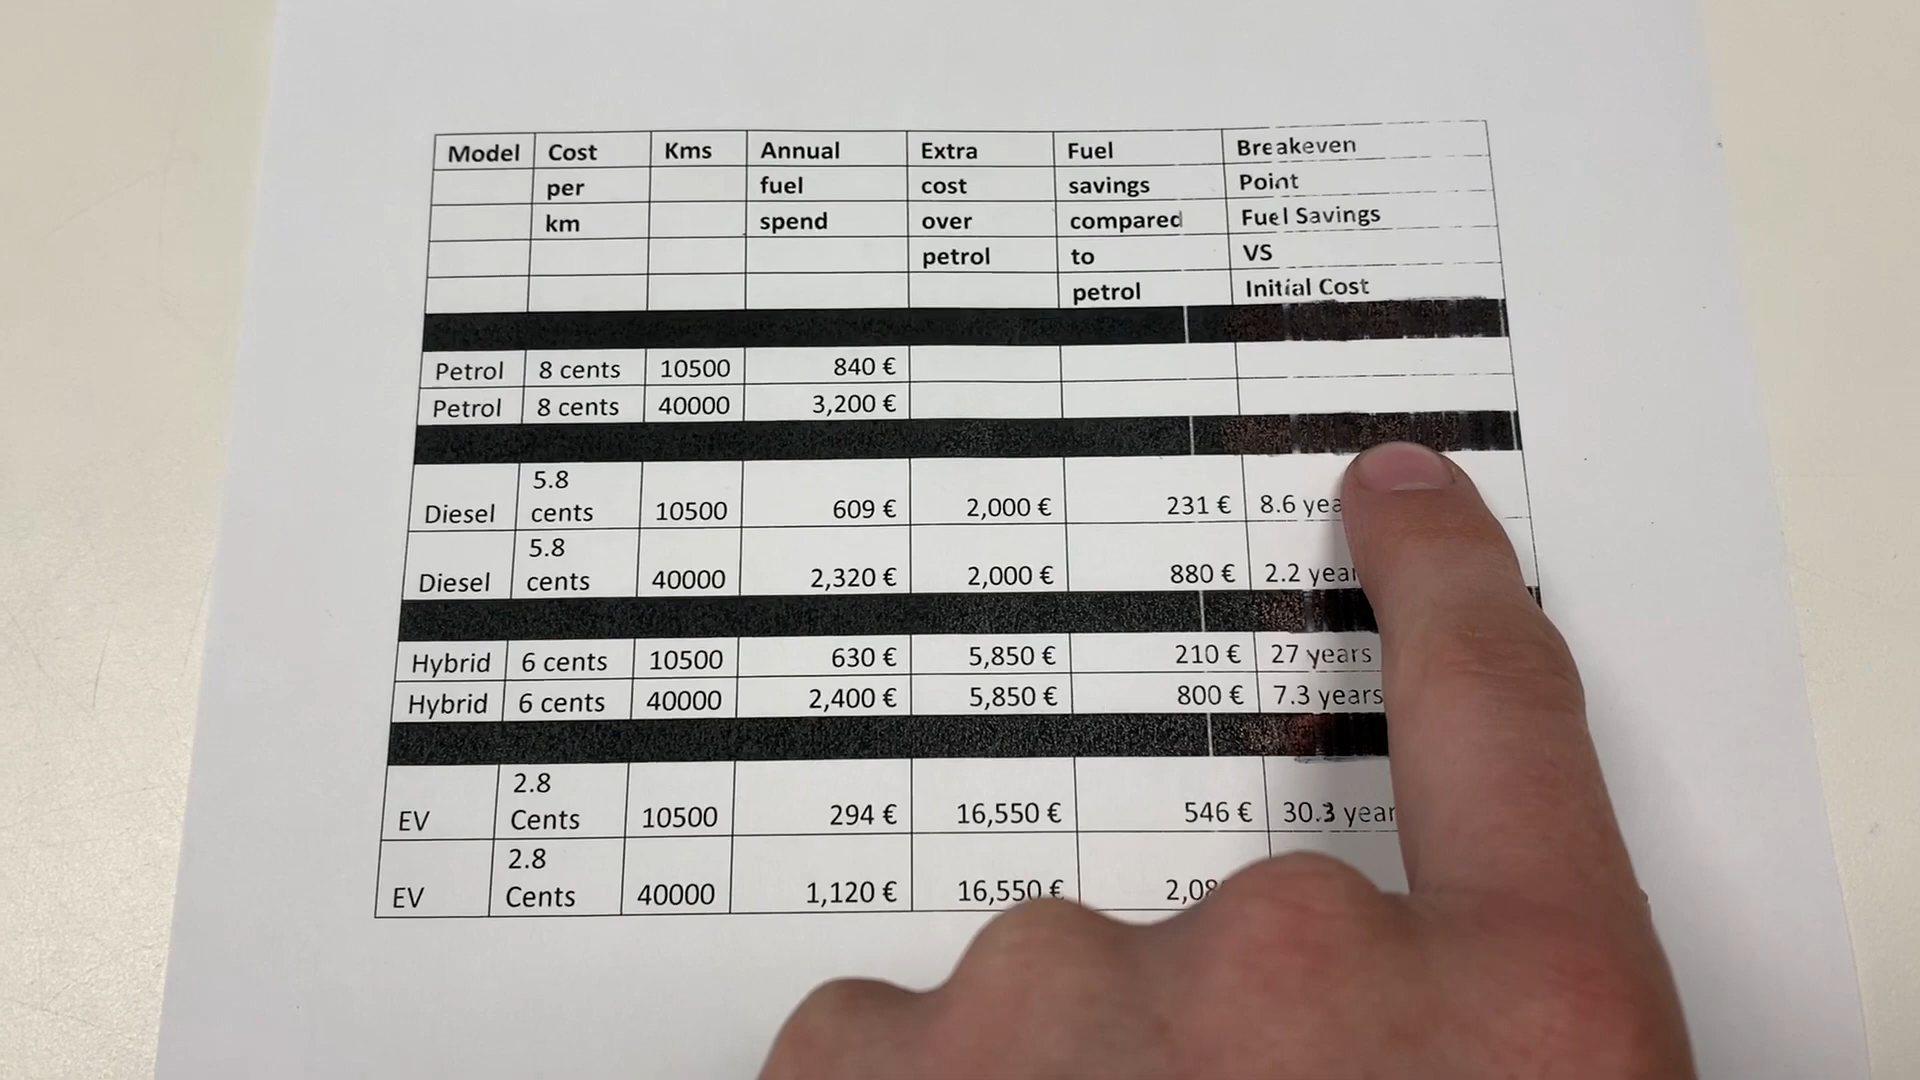 Model Cost Kms Annual Extra Fuel Breakeven
per fuel cost savings Point
km spend over compared Fuel Savings
petrol to VS
petrol Initial Cost
Petrol 8 cents 10500 840 €
Petrol 8 cents 40000 3,200 €
5.8
Diesel cents 10500 609 € 2,000 € 231 € 8.6
5.8
Diesel cents 40000 2,320 € 2,000 € 880 € 2.2
Hybrid 6 cents 10500 630 € 5,850 € 210 € 27 years
Hybrid 6 cents 40000 2,400 € 5,850 € 800 € 7.3 years
2.8
EV Cents 10500 294 € 16,550 € 546 € 30.3
2.8
EV Cents 40000 1,120 € 16,550 €